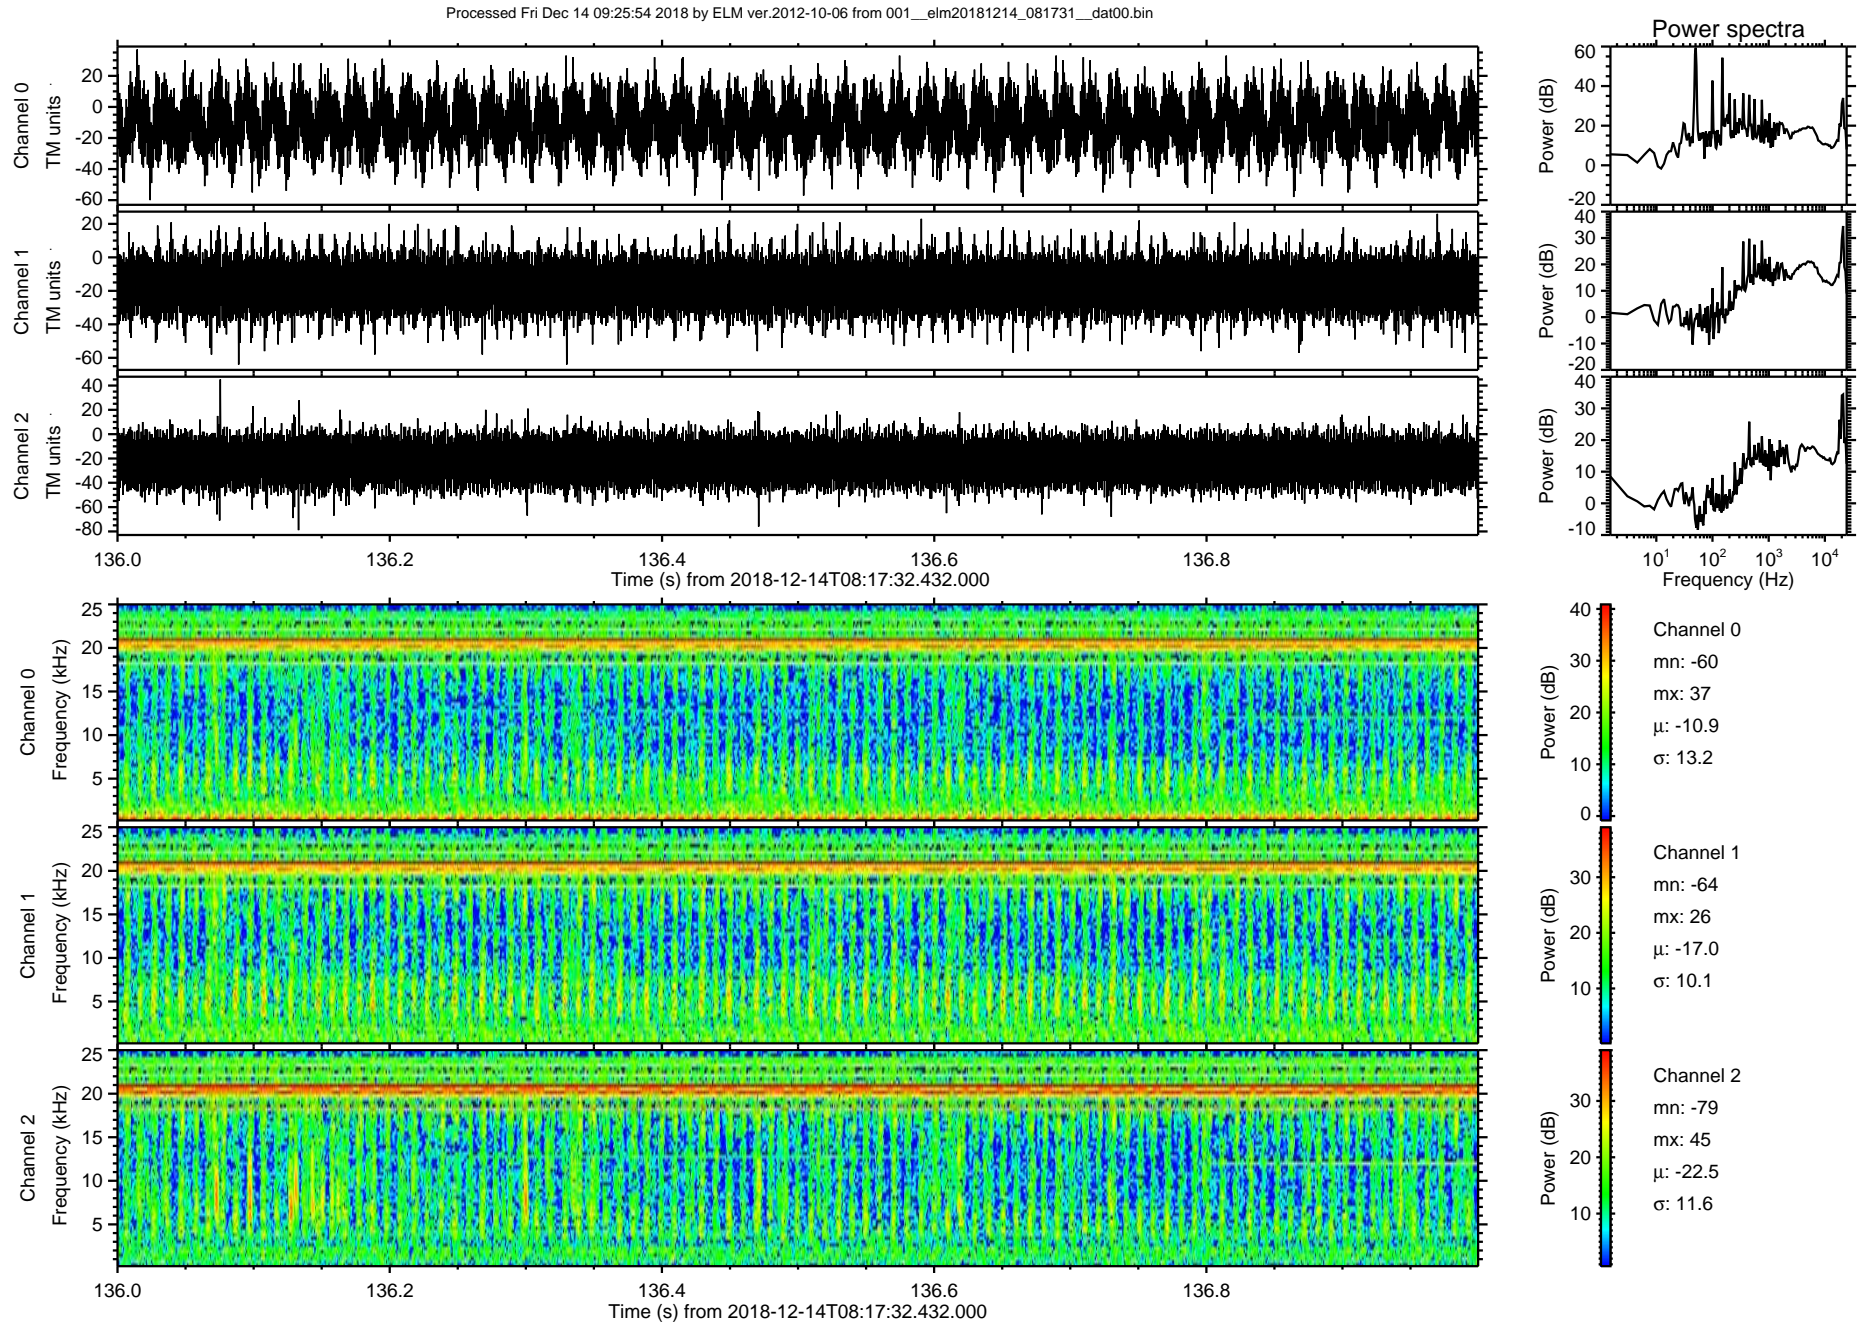 Processed Fri Dec 14 09:25:54 2018 by ELM ver.2012-10-06 from 001__elm20181214_081731__dat00.bin
Power spectra
Channel 0
TM units
20
0
-20
-40
-60
Power (dB)
60
40
20
0
-20
Channel 1
TM units
20
0
-20
-40
-60
Power (dB)
40
30
20
10
0
-10
-20
Channel 2
TM units
40
20
0
-20
-40
-60
-80
Power (dB)
40
30
20
10
0
-10
136.0 136.2 136.4 136.6 136.8
Time (s) from 2018-12-14T08:17:32.432.000
10¹ 10² 10³ 10⁴
Frequency (Hz)
Channel 0
Frequency (kHz)
25
20
15
10
5
Power (dB)
40
30
20
10
0
Channel 0
mn: -60
mx: 37
μ: -10.9
σ: 13.2
Channel 1
Frequency (kHz)
25
20
15
10
5
Power (dB)
30
20
10
Channel 1
mn: -64
mx: 26
μ: -17.0
σ: 10.1
Channel 2
Frequency (kHz)
25
20
15
10
5
Power (dB)
30
20
10
Channel 2
mn: -79
mx: 45
μ: -22.5
σ: 11.6
136.0 136.2 136.4 136.6 136.8
Time (s) from 2018-12-14T08:17:32.432.000